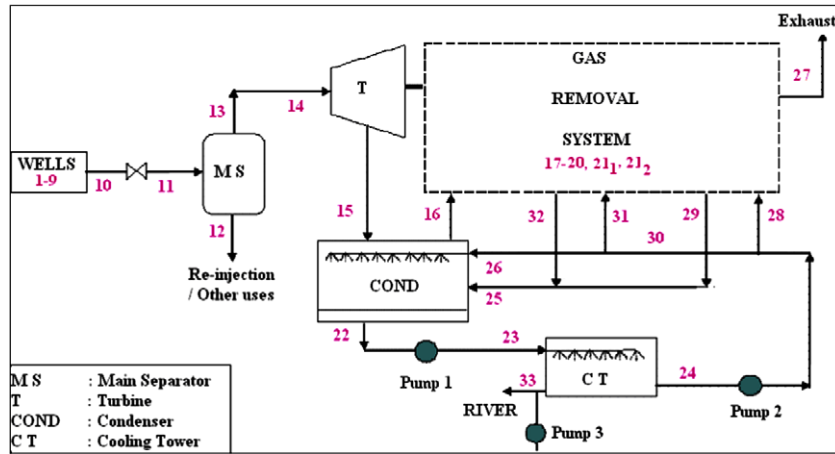 Exhaust
GAS
REMOVAL
SYSTEM
17-20, 21₁, 21₂
27
13
14
T
WELLS
1-9
10
11
M S
12
Re-injection
/ Other uses
15
16
32
31
29
28
30
26
25
COND
22
23
Pump 1
C T
24
Pump 2
33
RIVER
Pump 3
M S : Main Separator
T : Turbine
COND : Condenser
C T : Cooling Tower